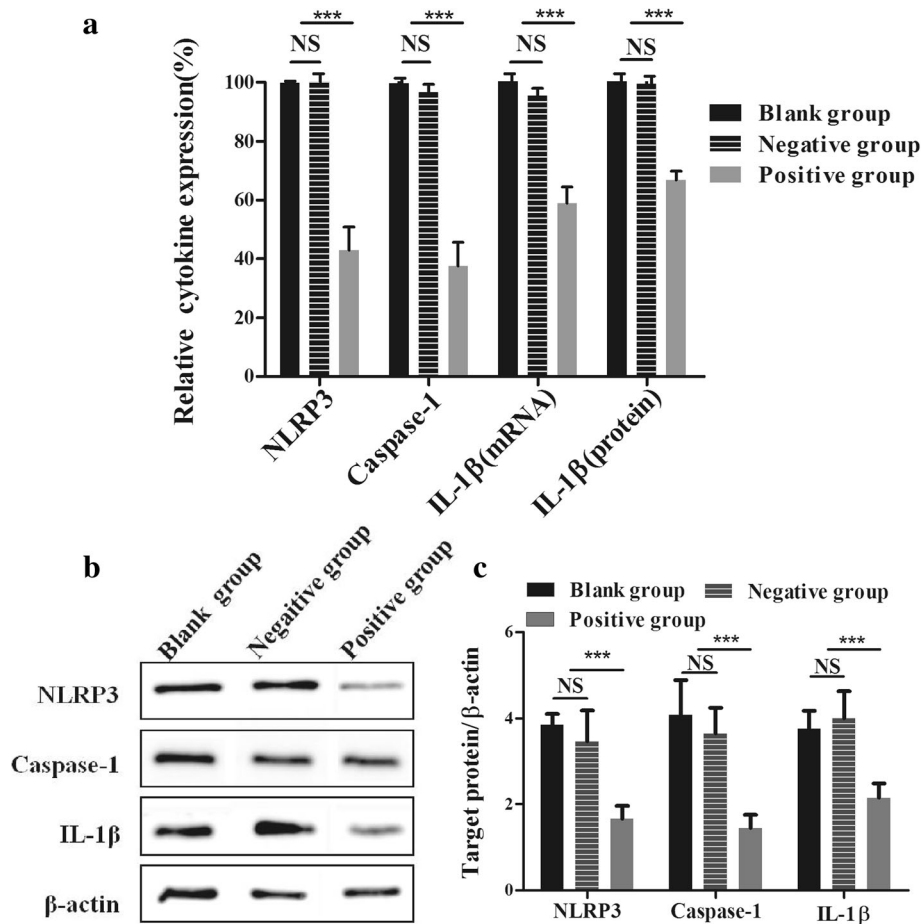 a
*** *** *** ***
NS NS NS NS
Relative cytokine expression(%)
100
80
60
40
20
0
Blank group
Negative group
Positive group
NLRP3
Caspase-1
IL-1β(mRNA)
IL-1β(protein)
b
Blank group
Negaitive group
Positive group
NLRP3
Caspase-1
IL-1β
β-actin
c
Blank group
Negative group
Positive group
Target protein/β-actin
6
4
2
0
*** *** ***
NS NS NS
NLRP3 Caspase-1 IL-1β